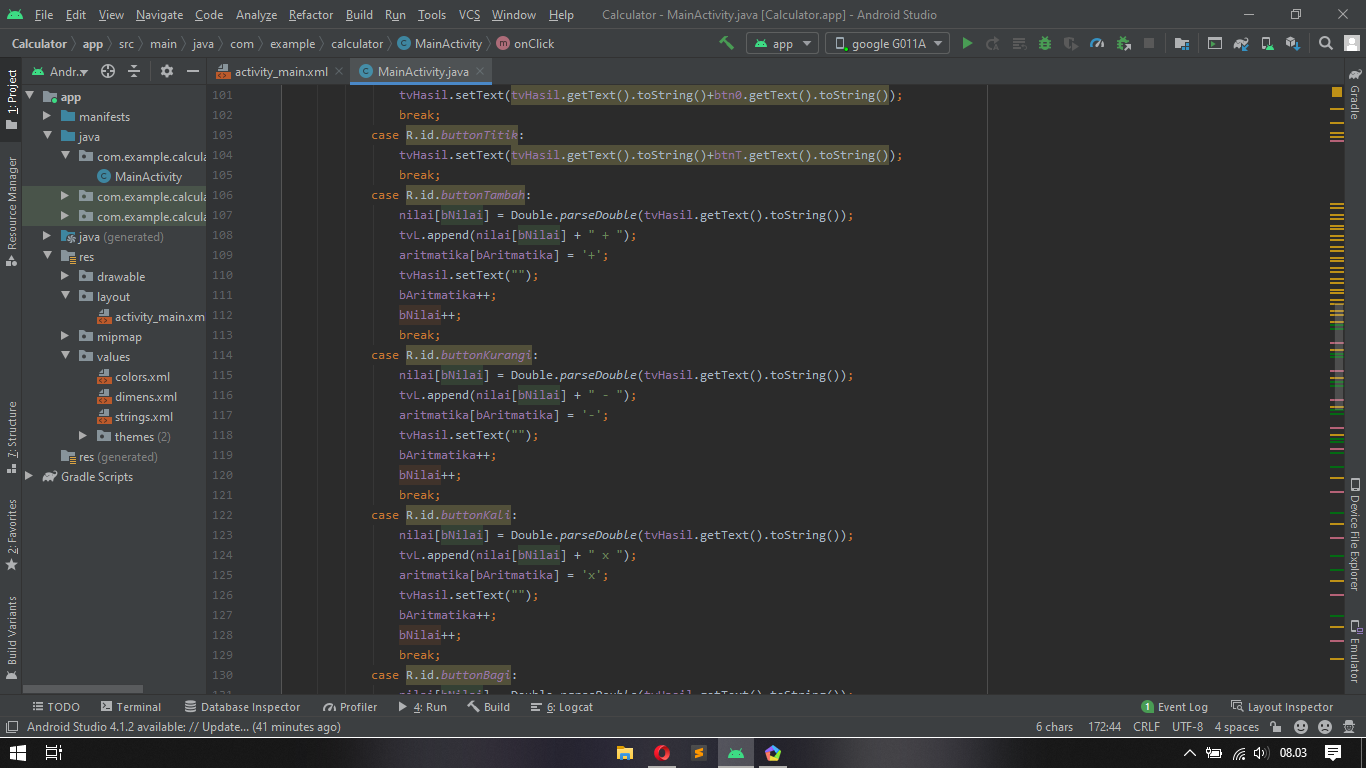 File Edit View Navigate Code Analyze Refactor Build Run Tools VCS Window Help Calculator - MainActivity.java [Calculator.app] - Android Studio
Calculator app src main java com example calculator MainActivity onClick app google G011A
1: Project
Resource Manager
7: Structure
2: Favorites
Build Variants
Andr..
app
manifests
java
com.example.calcula
MainActivity
com.example.calcula
com.example.calcula
java (generated)
res
drawable
layout
activity_main.xm
mipmap
values
colors.xml
dimens.xml
strings.xml
themes (2)
res (generated)
Gradle Scripts
activity_main.xml MainActivity.java
101 tvHasil.setText(tvHasil.getText().toString()+btn0.getText().toString());
102 break;
103 case R.id.buttonTitik:
104 tvHasil.setText(tvHasil.getText().toString()+btnT.getText().toString());
105 break;
106 case R.id.buttonTambah:
107 nilai[bNilai] = Double.parseDouble(tvHasil.getText().toString());
108 tvL.append(nilai[bNilai] + " + ");
109 aritmatika[bAritmatika] = '+';
110 tvHasil.setText("");
111 bAritmatika++;
112 bNilai++;
113 break;
114 case R.id.buttonKurangi:
115 nilai[bNilai] = Double.parseDouble(tvHasil.getText().toString());
116 tvL.append(nilai[bNilai] + " - ");
117 aritmatika[bAritmatika] = '-';
118 tvHasil.setText("");
119 bAritmatika++;
120 bNilai++;
121 break;
122 case R.id.buttonKali:
123 nilai[bNilai] = Double.parseDouble(tvHasil.getText().toString());
124 tvL.append(nilai[bNilai] + " x ");
125 aritmatika[bAritmatika] = 'x';
126 tvHasil.setText("");
127 bAritmatika++;
128 bNilai++;
129 break;
130 case R.id.buttonBagi:
131 nilai[bNilai] = Double.parseDouble(tvHasil.getText().toString());
Gradle
Device File Explorer
Emulator
TODO Terminal Database Inspector Profiler 4: Run Build 6: Logcat 1 Event Log Layout Inspector
Android Studio 4.1.2 available: // Update... (41 minutes ago) 6 chars 172:44 CRLF UTF-8 4 spaces
08.03